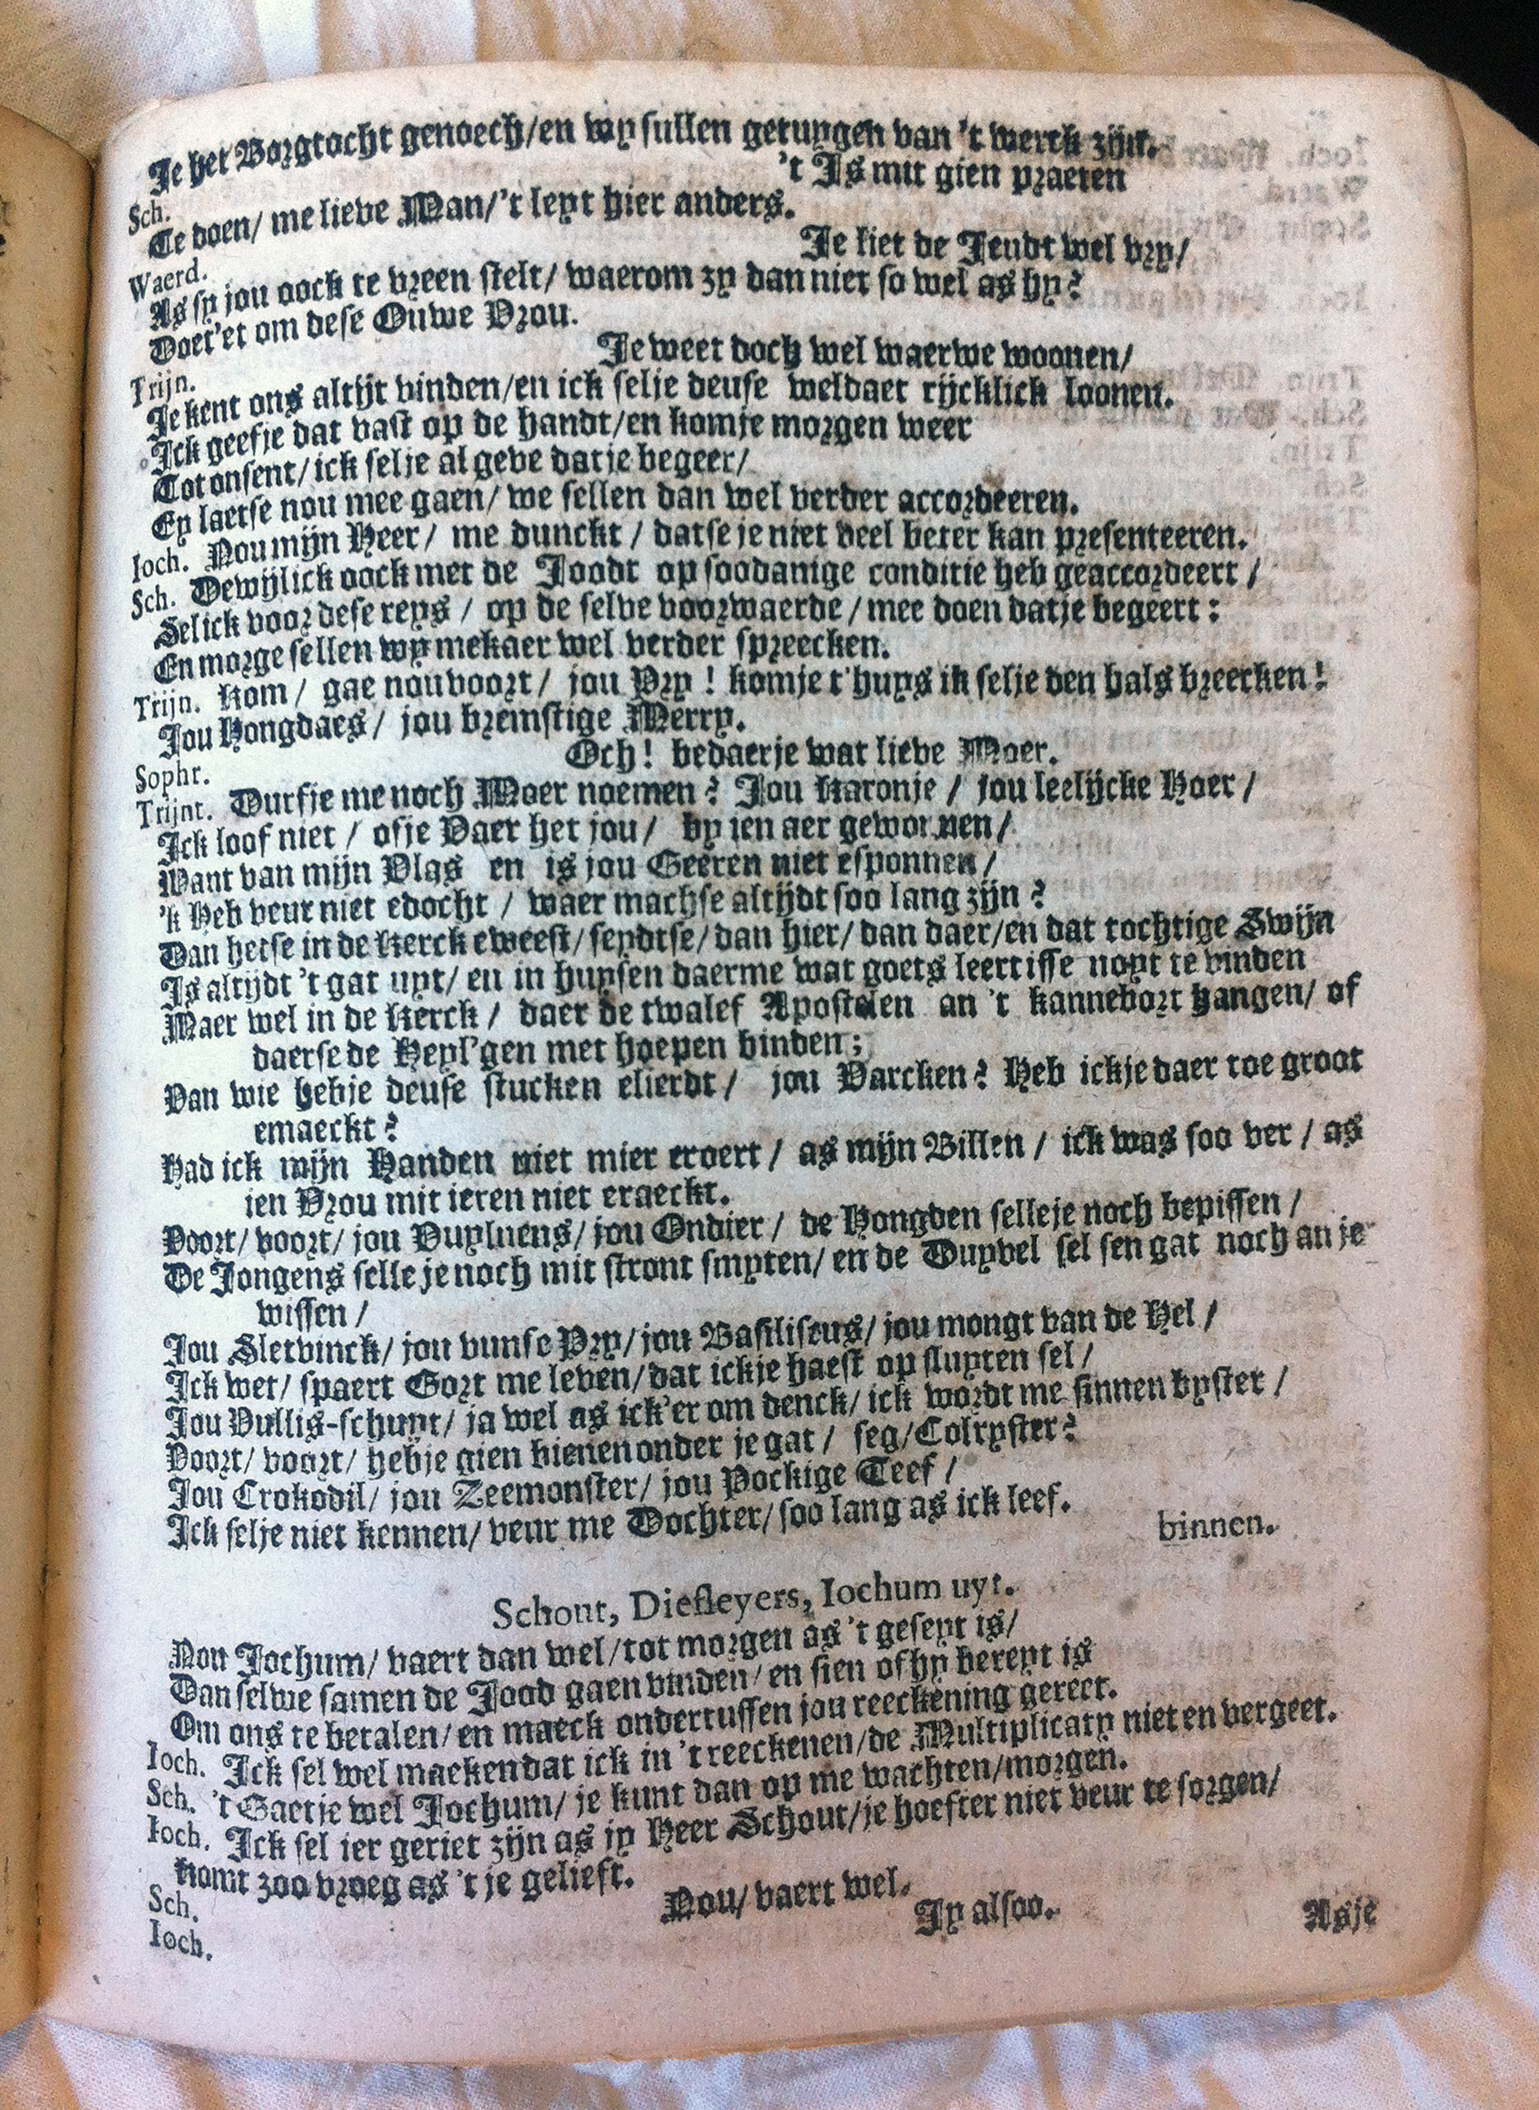 Je het Borgtocht genoech/en wy sullen getuygen van 't werck zijn.
Sch. 't Is mit gien praeten
Te doen/ me lieve Man/'t leyt hier anders.
Waerd. Je liet de Jeudt wel vry/
As sy jou oock te vreen stelt/ waerom zy dan niet so wel as hy?
Doet'et om dese Ouwe Vrou.
Trijn. Je weet doch wel waerwe woonen/
Je kent ons altijt vinden/en ick selje deuse weldaet rijcklick loonen.
Ick geefje dat vast op de handt/en komje morgen weer
Tot onsent/ ick selje al geve datje begeer/
Ey laetse nou mee gaen/ we sellen dan wel verder accordeeren.
Ioch. Nou mijn Heer/ me dunckt / datse je niet veel beter kan presenteeren.
Sch. Dewijl ick oock met de Joodt op soodanige conditie heb geaccordeert /
Sel ick voor dese reys / op de selve voorwaerde / mee doen datje begeert:
En morge sellen wy mekaer wel verder spreecken.
Trijn. Kom/ gae nou voort/ jou Pry! komje t'huys ik selje den hals breecken!
Jou Hongdaes/ jou bremstige Merry.
Sophr. Och! bedaerje wat lieve Moer.
Trijnt. Durfje me noch Moer noemen? Jou Karonje / jou leelijcke Hoer /
Ick loof niet / ofje Vaer het jou/ by ien aer gewonnen/
Want van mijn Vlas en is jou Geeren niet esponnen /
'k Heb veur niet edocht / waer machse altijdt soo lang zijn?
Dan hetse in de Kerck eweest/ seydtse/ dan hier/ dan daer/en dat tochtige Swijn
Is altijdt 't gat uyt/ en in huysen daerme wat goets leert isse noyt te vinden
Maer wel in de Kerck / daer de twalef Apostelen an 't kannebort hangen/ of
daerse de Heyl'gen met hoepen binden;
Van wie hebje deuse stucken elierdt / jou Varcken? Heb ickje daer toe groot
emaeckt?
Had ick mijn Handen niet mier eroert / as mijn Billen / ick was soo ver / as
ien Vrou mit ieren niet eraeckt.
Voort/ voort/ jou Vuyluens/ jou Ondier / de Hongden selleje noch bepissen /
De Jongens selle je noch mit stront smyten/ en de Duyvel sel sen gat noch an je
wissen /
Jou Sletvinck/ jou vunse Pry/ jou Basiliscus/ jou mongt van de Hel /
Ick wet/ spaert Gort me leven/ dat ickje haest opsluyten sel /
Jou Vullis-schuyt/ ja wel as ick'er om denck/ ick wordt me sinnen byster /
Voort/ voort/ hebje gien bienen onder je gat / seg/Colryster?
Jou Crokodil/ jou Zeemonster/ jou Pockige Teef /
Ick selje niet kennen/ veur me Dochter/ soo lang as ick leef.
binnen.
Schout, Diefleyers, Iochum uyt.
Nou Jochum/ vaert dan wel/tot morgen as 't geseyt is/
Dan selwe samen de Jood gaen vinden/ en sien of hy bereyt is
Om ons te betalen/ en maeck ondertussen jou reeckening gereet.
Ioch. Ick sel wel maeken dat ick in 't reeckenen/de Multiplicaty niet en vergeet.
Sch. 't Gaetje wel Jochum/ je kunt dan op me wachten/morgen.
Ioch. Ick sel ier geriet zijn as jy Heer Schout/je hoefter niet veur te sorgen/
Komt zoo vroeg as 't je gelieft.
Sch. Nou/ vaert wel.
Ioch. Jy alsoo.
Asje